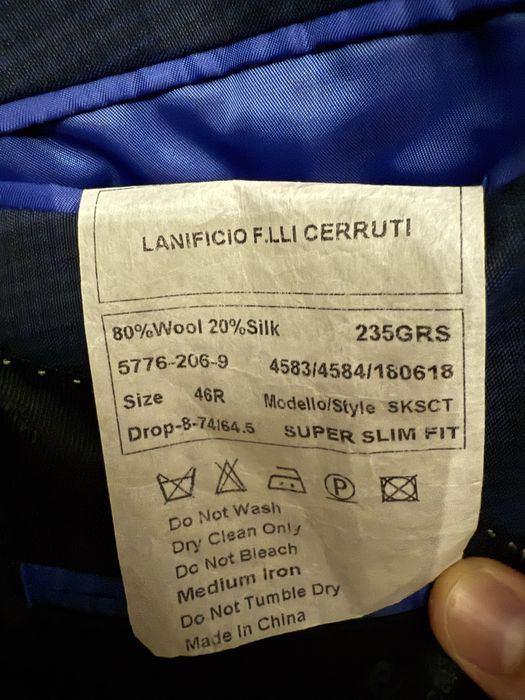 LANIFICIO F.LLI CERRUTI
80%Wool 20%Silk 235GRS
5776-206-9 4583/4584/180618
Size 46R Modello/Style SKSCT
Drop-8-74/64.5 SUPER SLIM FIT
P
Do Not Wash
Dry Clean Only
Do Not Bleach
Medium Iron
Do Not Tumble Dry
Made in China